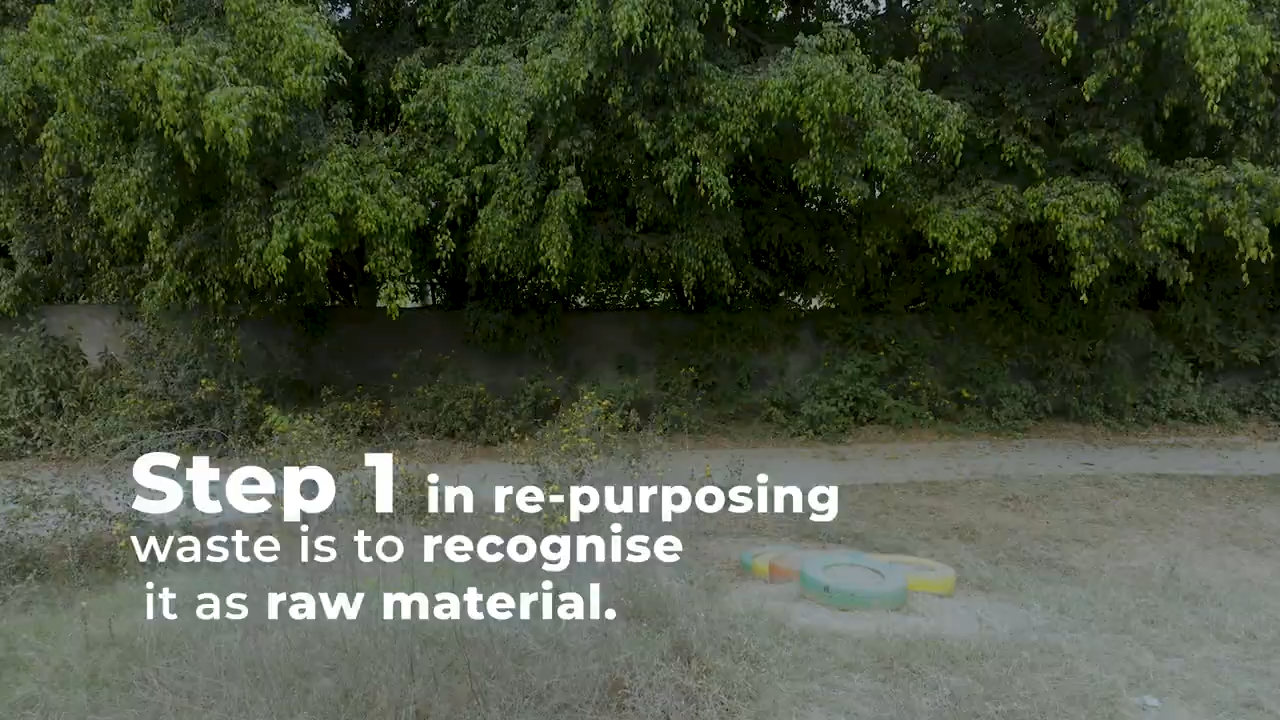 Step 1 in re-purposing
waste is to recognise
it as raw material.